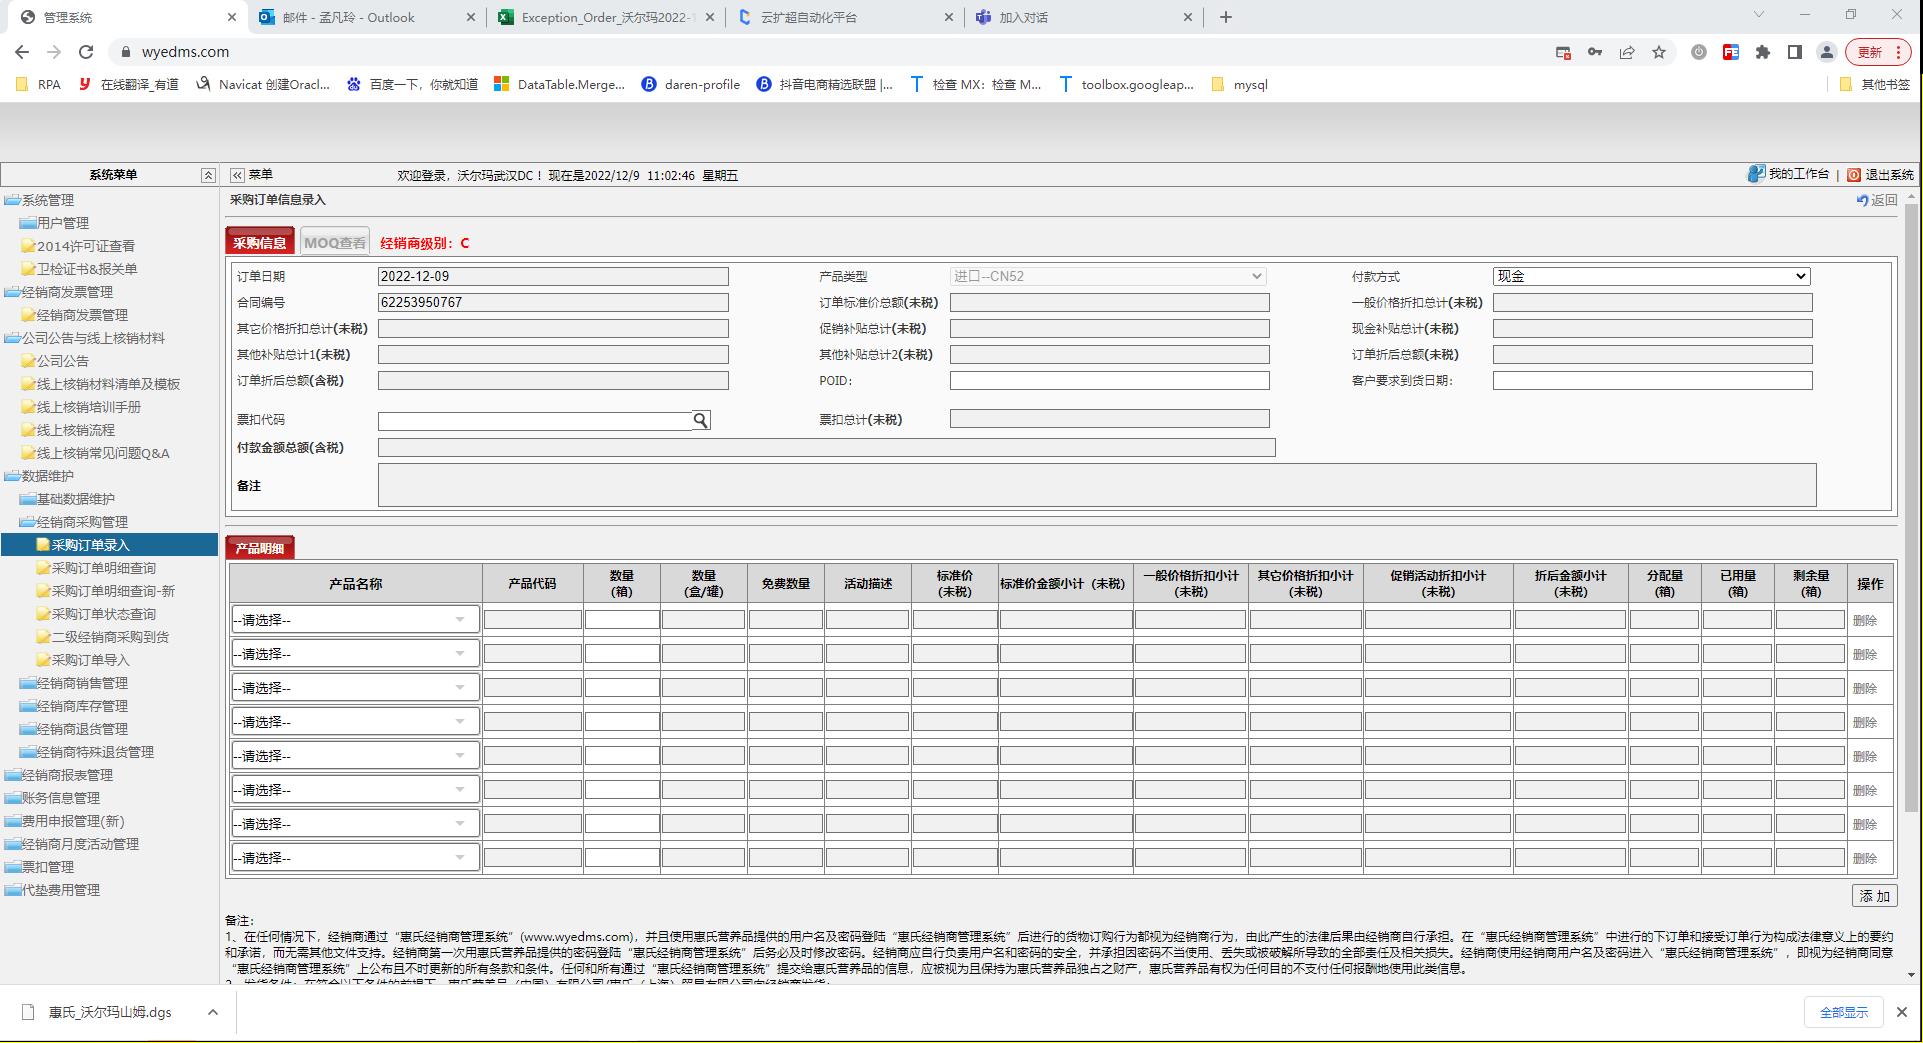 管理系统
邮件 - 孟凡玲 - Outlook
Exception_Order_沃尔玛2022-
云扩超自动化平台
加入对话
wyedms.com
更新
RPA
在线翻译_有道
Navicat 创建Oracl...
百度一下，你就知道
DataTable.Merge...
daren-profile
抖音电商精选联盟 |...
检查 MX：检查 M...
toolbox.googleap...
mysql
其他书签
系统菜单
菜单
欢迎登录，沃尔玛武汉DC！ 现在是2022/12/9 11:02:46 星期五
我的工作台 | 退出系统
系统管理
用户管理
2014许可证查看
卫检证书&报关单
经销商发票管理
经销商发票管理
公司公告与线上核销材料
公司公告
线上核销材料清单及模板
线上核销培训手册
线上核销流程
线上核销常见问题Q&A
数据维护
基础数据维护
经销商采购管理
采购订单录入
采购订单明细查询
采购订单明细查询-新
采购订单状态查询
二级经销商采购到货
采购订单导入
经销商销售管理
经销商库存管理
经销商退货管理
经销商特殊退货管理
经销商报表管理
账务信息管理
费用申报管理(新)
经销商月度活动管理
票扣管理
代垫费用管理
采购订单信息录入
返回
采购信息 MOQ查看 经销商级别：C
订单日期 2022-12-09 产品类型 进口--CN52 付款方式 现金
合同编号 62253950767 订单标准价总额(未税) 一般价格折扣总计(未税)
其它价格折扣总计(未税) 促销补贴总计(未税) 现金补贴总计(未税)
其他补贴总计1(未税) 其他补贴总计2(未税) 订单折后总额(未税)
订单折后总额(含税) POID: 客户要求到货日期:
票扣代码 票扣总计(未税)
付款金额总额(含税)
备注
产品明细
产品名称 产品代码 数量(箱) 数量(盒/罐) 免费数量 活动描述 标准价(未税) 标准价金额小计 (未税) 一般价格折扣小计(未税) 其它价格折扣小计(未税) 促销活动折扣小计(未税) 折后金额小计(未税) 分配量(箱) 已用量(箱) 剩余量(箱) 操作
--请选择-- 删除
--请选择-- 删除
--请选择-- 删除
--请选择-- 删除
--请选择-- 删除
--请选择-- 删除
--请选择-- 删除
--请选择-- 删除
添 加
备注:
1、在任何情况下，经销商通过“惠氏经销商管理系统”(www.wyedms.com)，并且使用惠氏营养品提供的用户名及密码登陆“惠氏经销商管理系统”后进行的货物订购行为都视为经销商行为，由此产生的法律后果由经销商自行承担。在“惠氏经销商管理系统”中进行的下订单和接受订单行为构成法律意义上的要约
和承诺，而无需其他文件支持。经销商第一次用惠氏营养品提供的密码登陆“惠氏经销商管理系统”后务必及时修改密码。经销商应自行负责用户名和密码的安全，并承担因密码不当使用、丢失或被破解所导致的全部责任及相关损失。经销商使用经销商用户名及密码进入“惠氏经销商管理系统”，即视为经销商同意
“惠氏经销商管理系统”上公布且不时更新的所有条款和条件。任何和所有通过“惠氏经销商管理系统”提交给惠氏营养品的信息，应被视为且保持为惠氏营养品独占之财产，惠氏营养品有权为任何目的不支付任何报酬地使用此类信息。
惠氏_沃尔玛山姆.dgs
全部显示